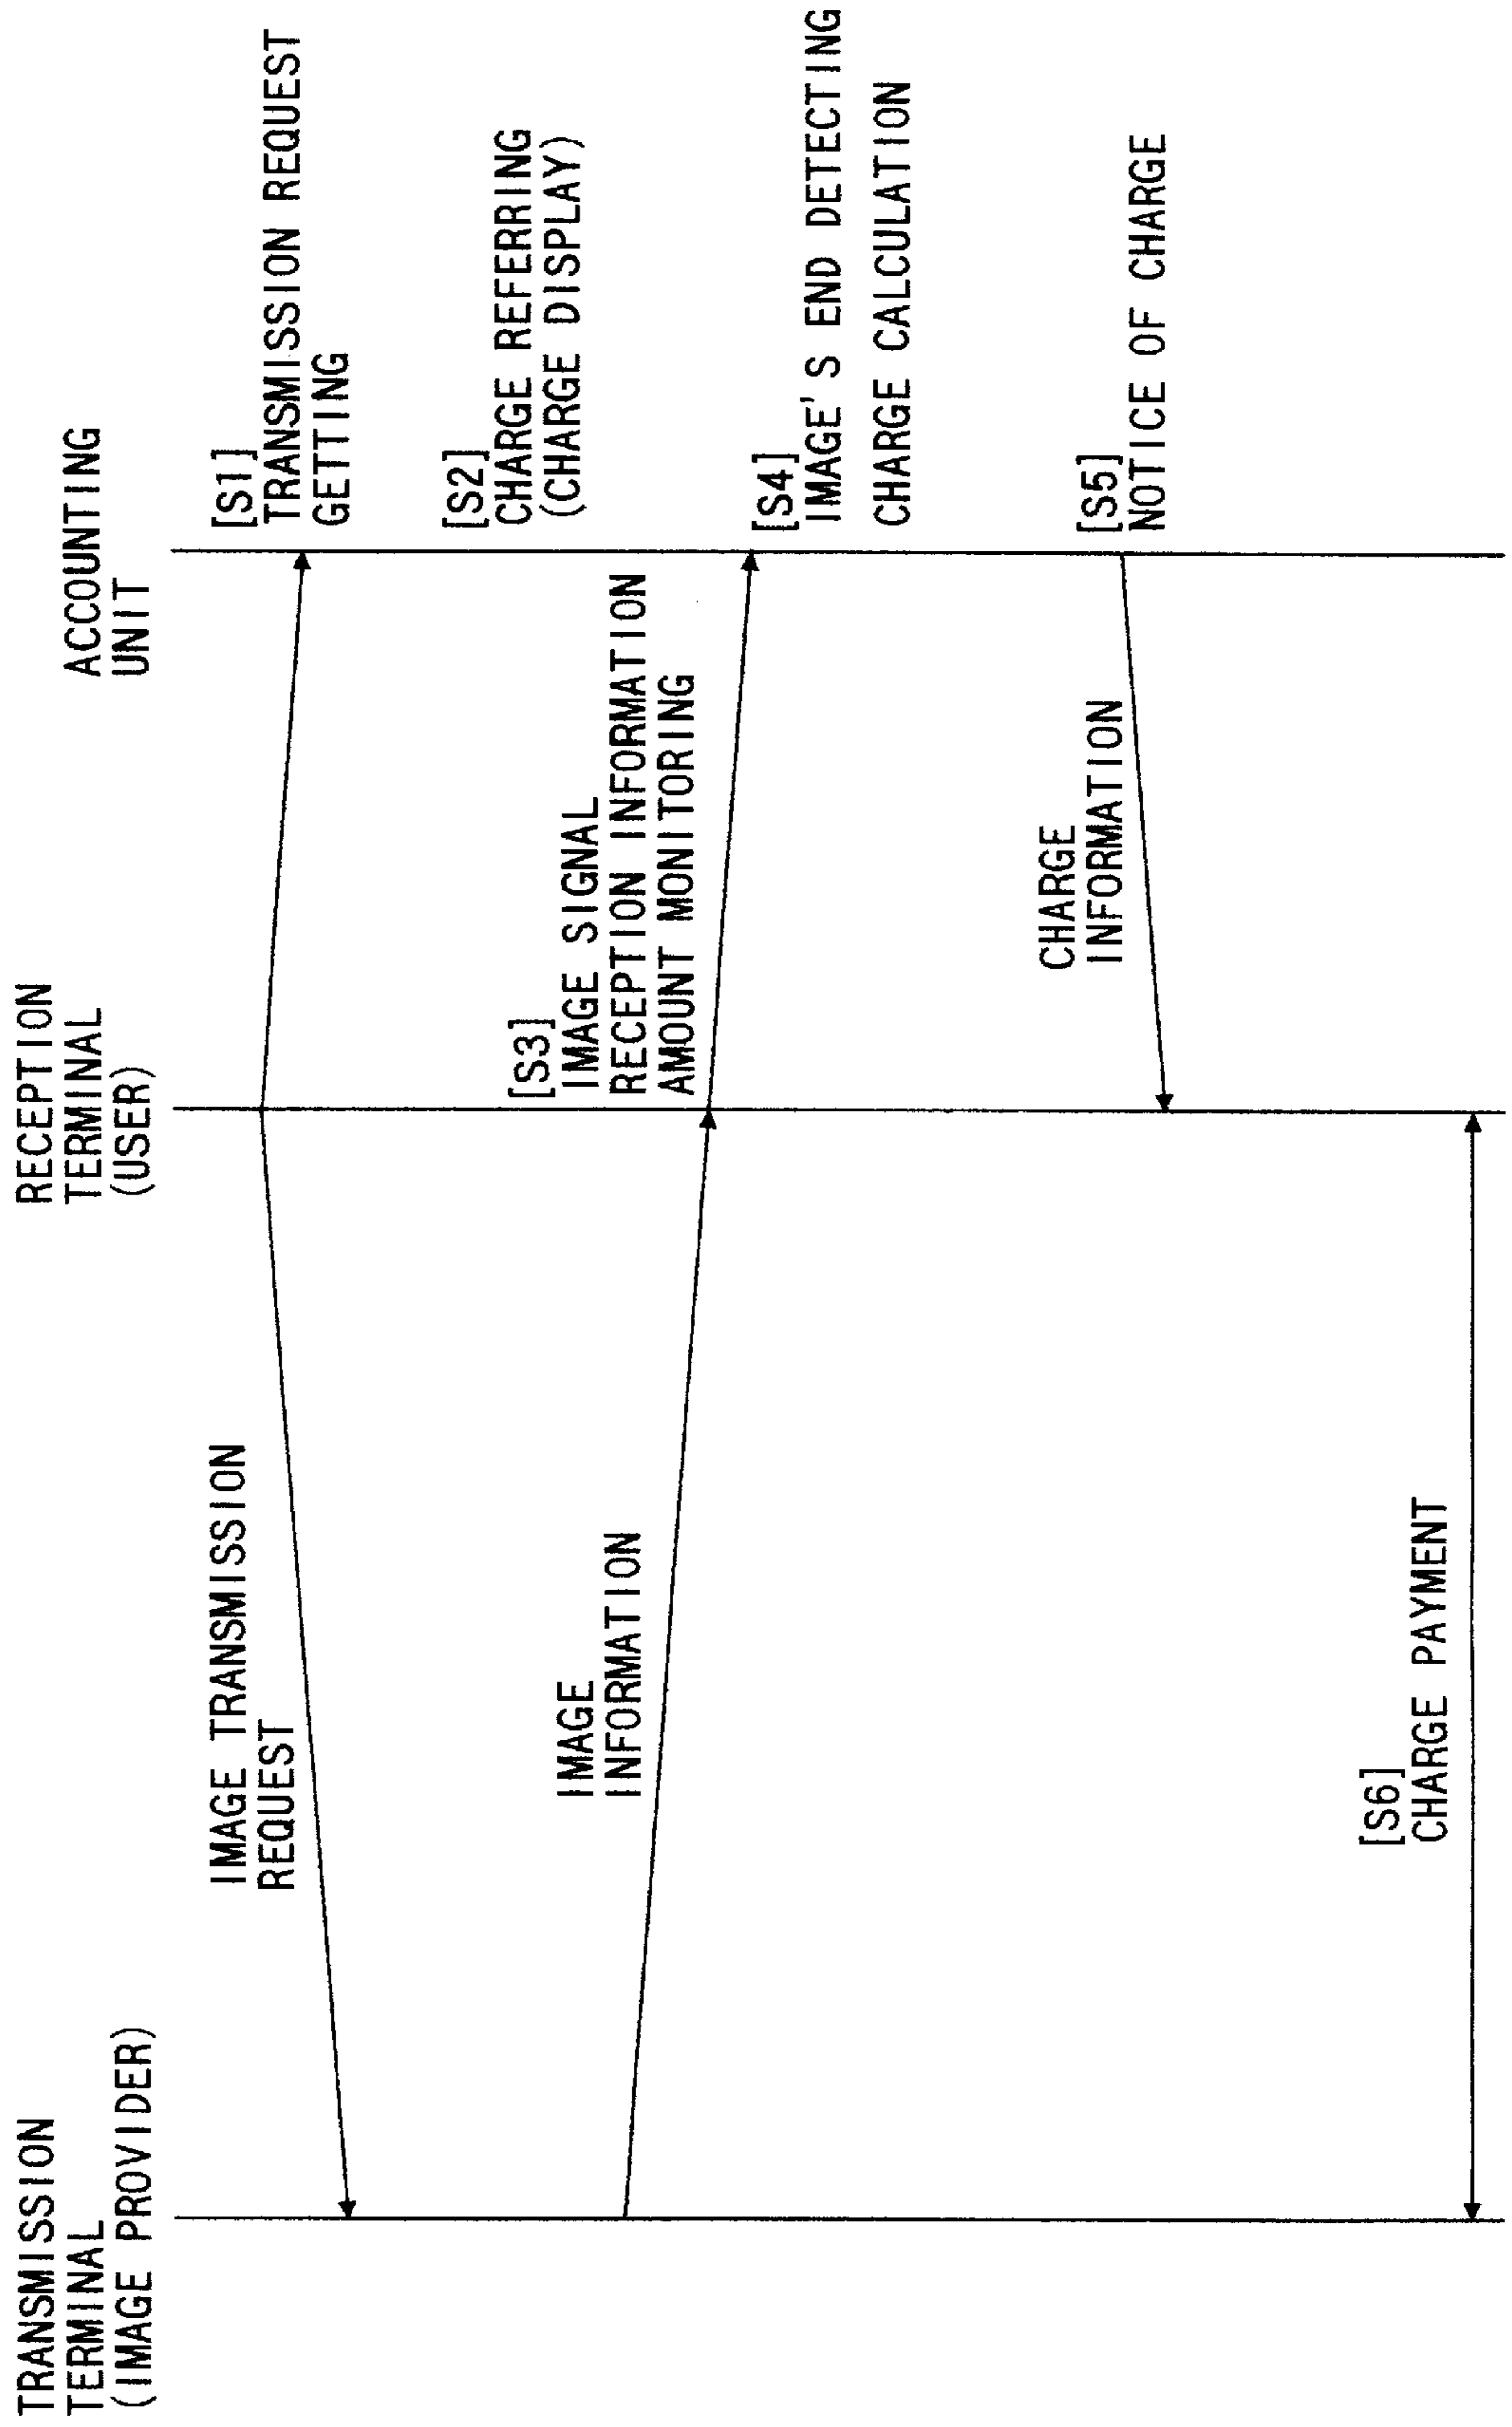 TRANSMISSION
TERMINAL
(IMAGE PROVIDER)
RECEPTION
TERMINAL
(USER)
ACCOUNTING
UNIT
IMAGE TRANSMISSION
REQUEST
[S1]
TRANSMISSION REQUEST
GETTING
[S2]
CHARGE REFERRING
(CHARGE DISPLAY)
IMAGE
INFORMATION
[S3]
IMAGE SIGNAL
RECEPTION INFORMATION
AMOUNT MONITORING
[S4]
IMAGE'S END DETECTING
CHARGE CALCULATION
CHARGE
INFORMATION
[S5]
NOTICE OF CHARGE
[S6]
CHARGE PAYMENT